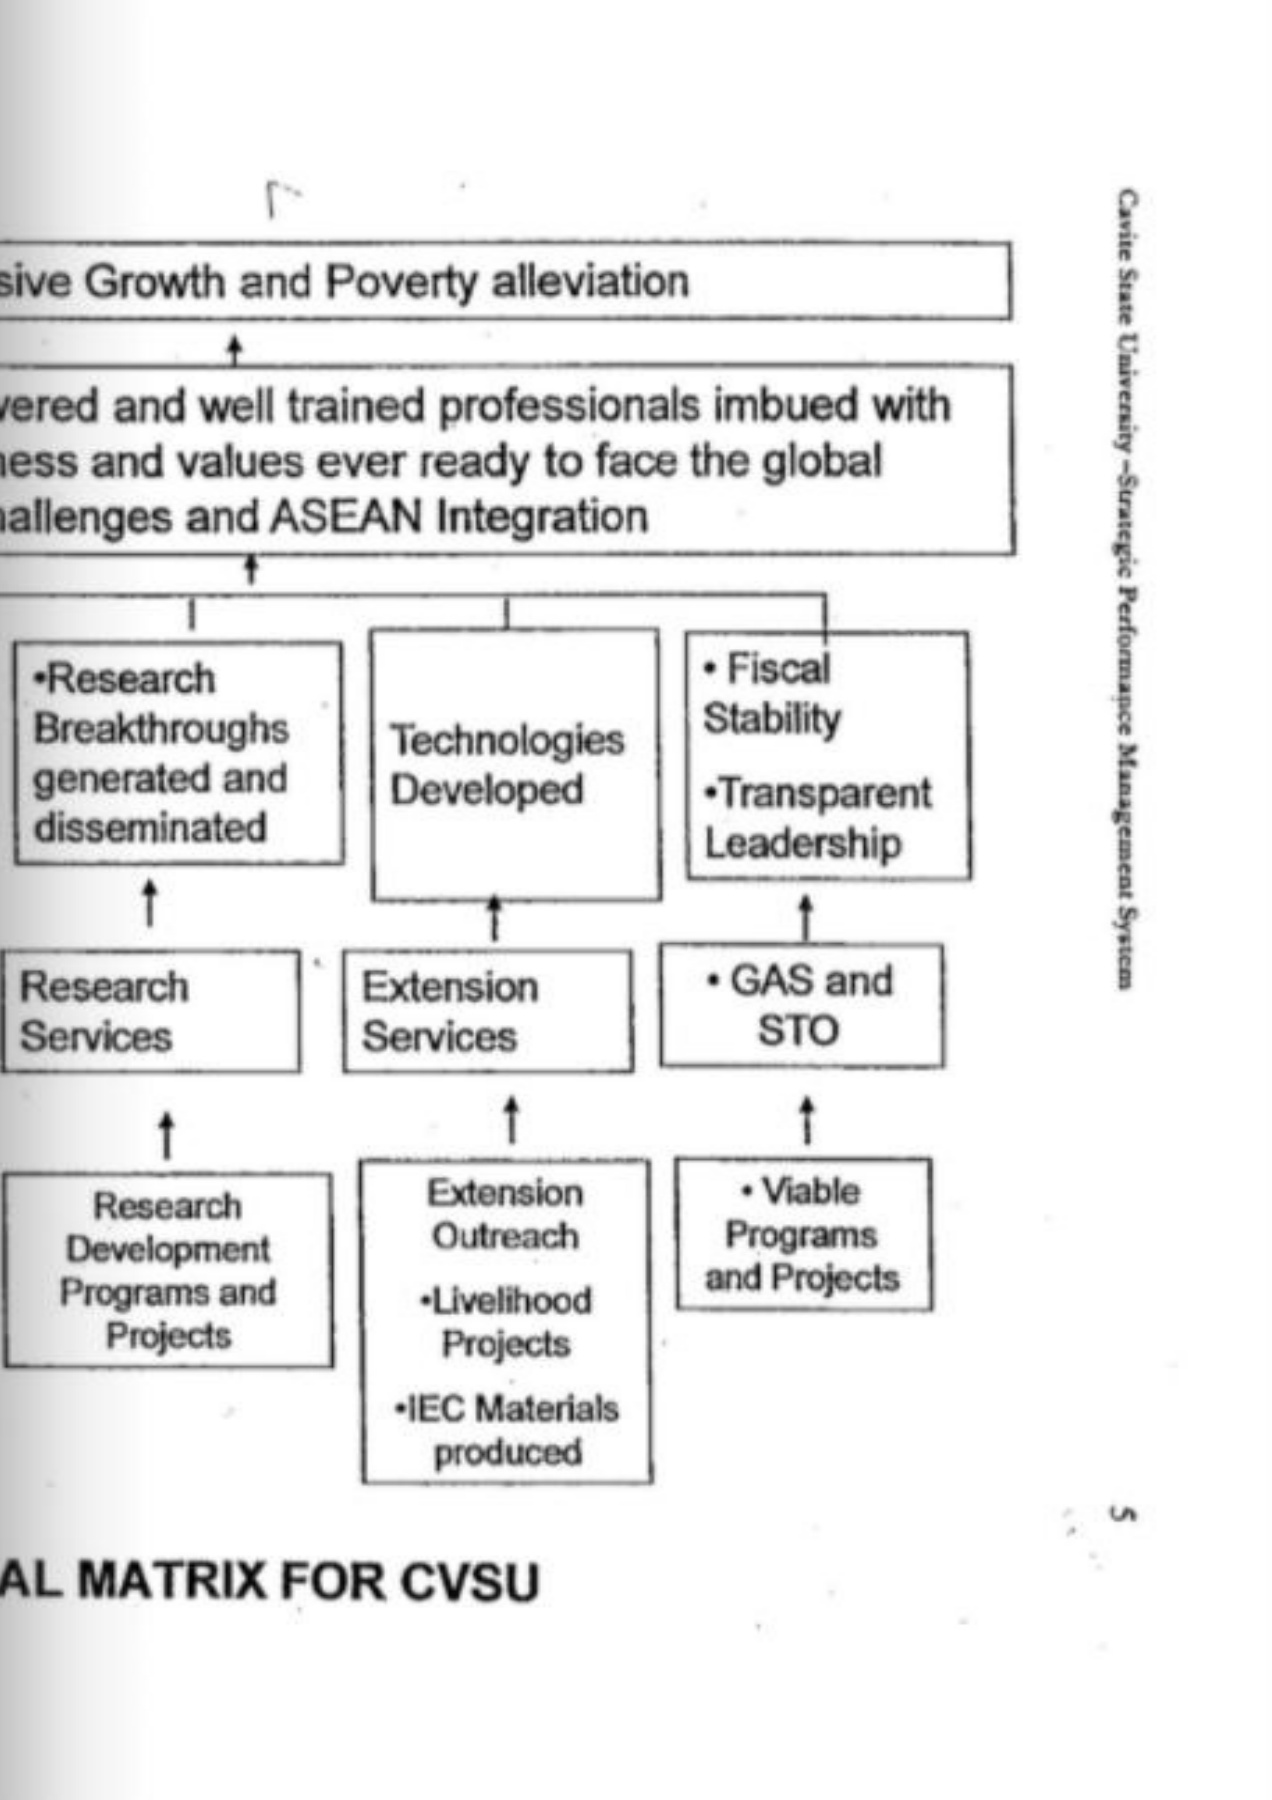 sive Growth and Poverty alleviation
vered and well trained professionals imbued with
ness and values ever ready to face the global
hallenges and ASEAN Integration
•Research
Breakthroughs
generated and
disseminated
Technologies
Developed
• Fiscal
Stability
•Transparent
Leadership
Research
Services
Extension
Services
• GAS and
STO
Research
Development
Programs and
Projects
Extension
Outreach
•Livelihood
Projects
•IEC Materials
produced
• Viable
Programs
and Projects
AL MATRIX FOR CVSU
Cavite State University –Strategic Performance Management System
5